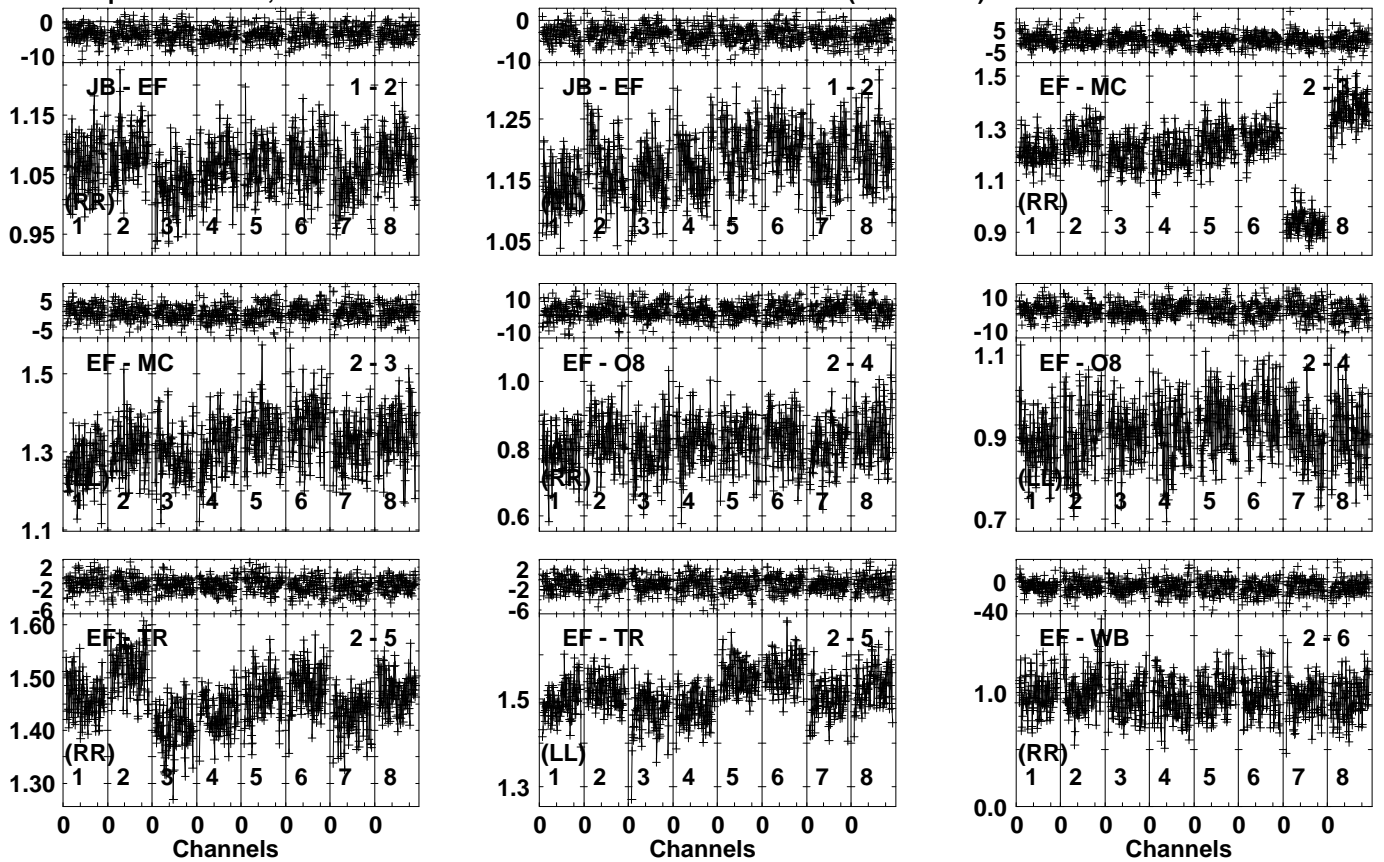 0 -10
JB - EF 1 - 2
1.15
1.05
0.95
(RR)
1 2 3 4 5 6 7 8
0 -10
JB - EF 1 - 2
1.25
1.15
1.05
1 2 3 4 5 6 7 8
5 -5
EF - MC 2 - 3
1.5
1.3
1.1
0.9
(RR)
1 2 3 4 5 6 8
5 -5
EF - MC 2 - 3
1.5
1.3
1.1
1 2 3 4 5 6 7 8
10 -10
EF - O8 2 - 4
1.0
0.8
0.6
(RR)
1 2 3 4 5 6 7 8
10 -10
EF - O8 2 - 4
1.1
0.9
0.7
(LL)
1 2 3 4 5 6 7 8
2 -2 -6
EF - TR 2 - 5
1.60
1.50
1.40
1.30
(RR)
1 2 3 4 5 6 7 8
0 0 0 0 0 0 0 0
Channels
2 -2 -6
EF - TR 2 - 5
1.5
1.3
(LL)
1 2 3 4 5 6 7 8
0 0 0 0 0 0 0 0
Channels
0 -40
EF - WB 2 - 6
1.0
0.0
(RR)
1 2 3 4 5 6 7 8
0 0 0 0 0 0 0 0
Channels